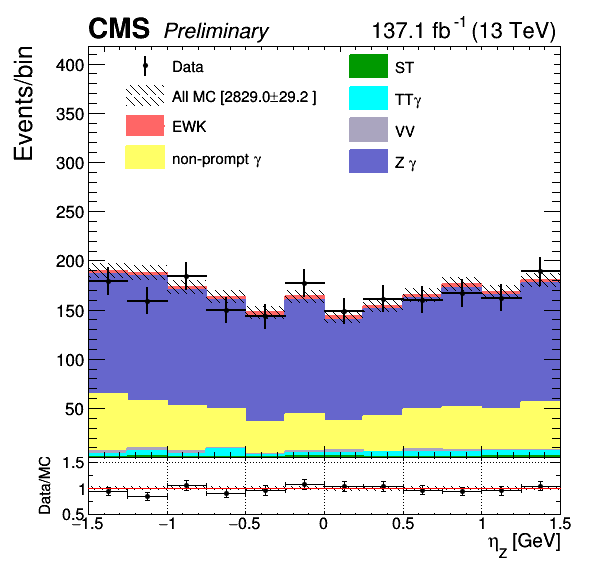 CMS Preliminary 137.1 fb⁻¹ (13 TeV)
Events/bin
400
350
300
250
200
150
100
50
Data
All MC [2829.0±29.2 ]
EWK
non-prompt γ
ST
TTγ
VV
Z γ
Data/MC
1.5
1
0.5
−1.5 −1 −0.5 0 0.5 1 1.5
η_Z [GeV]